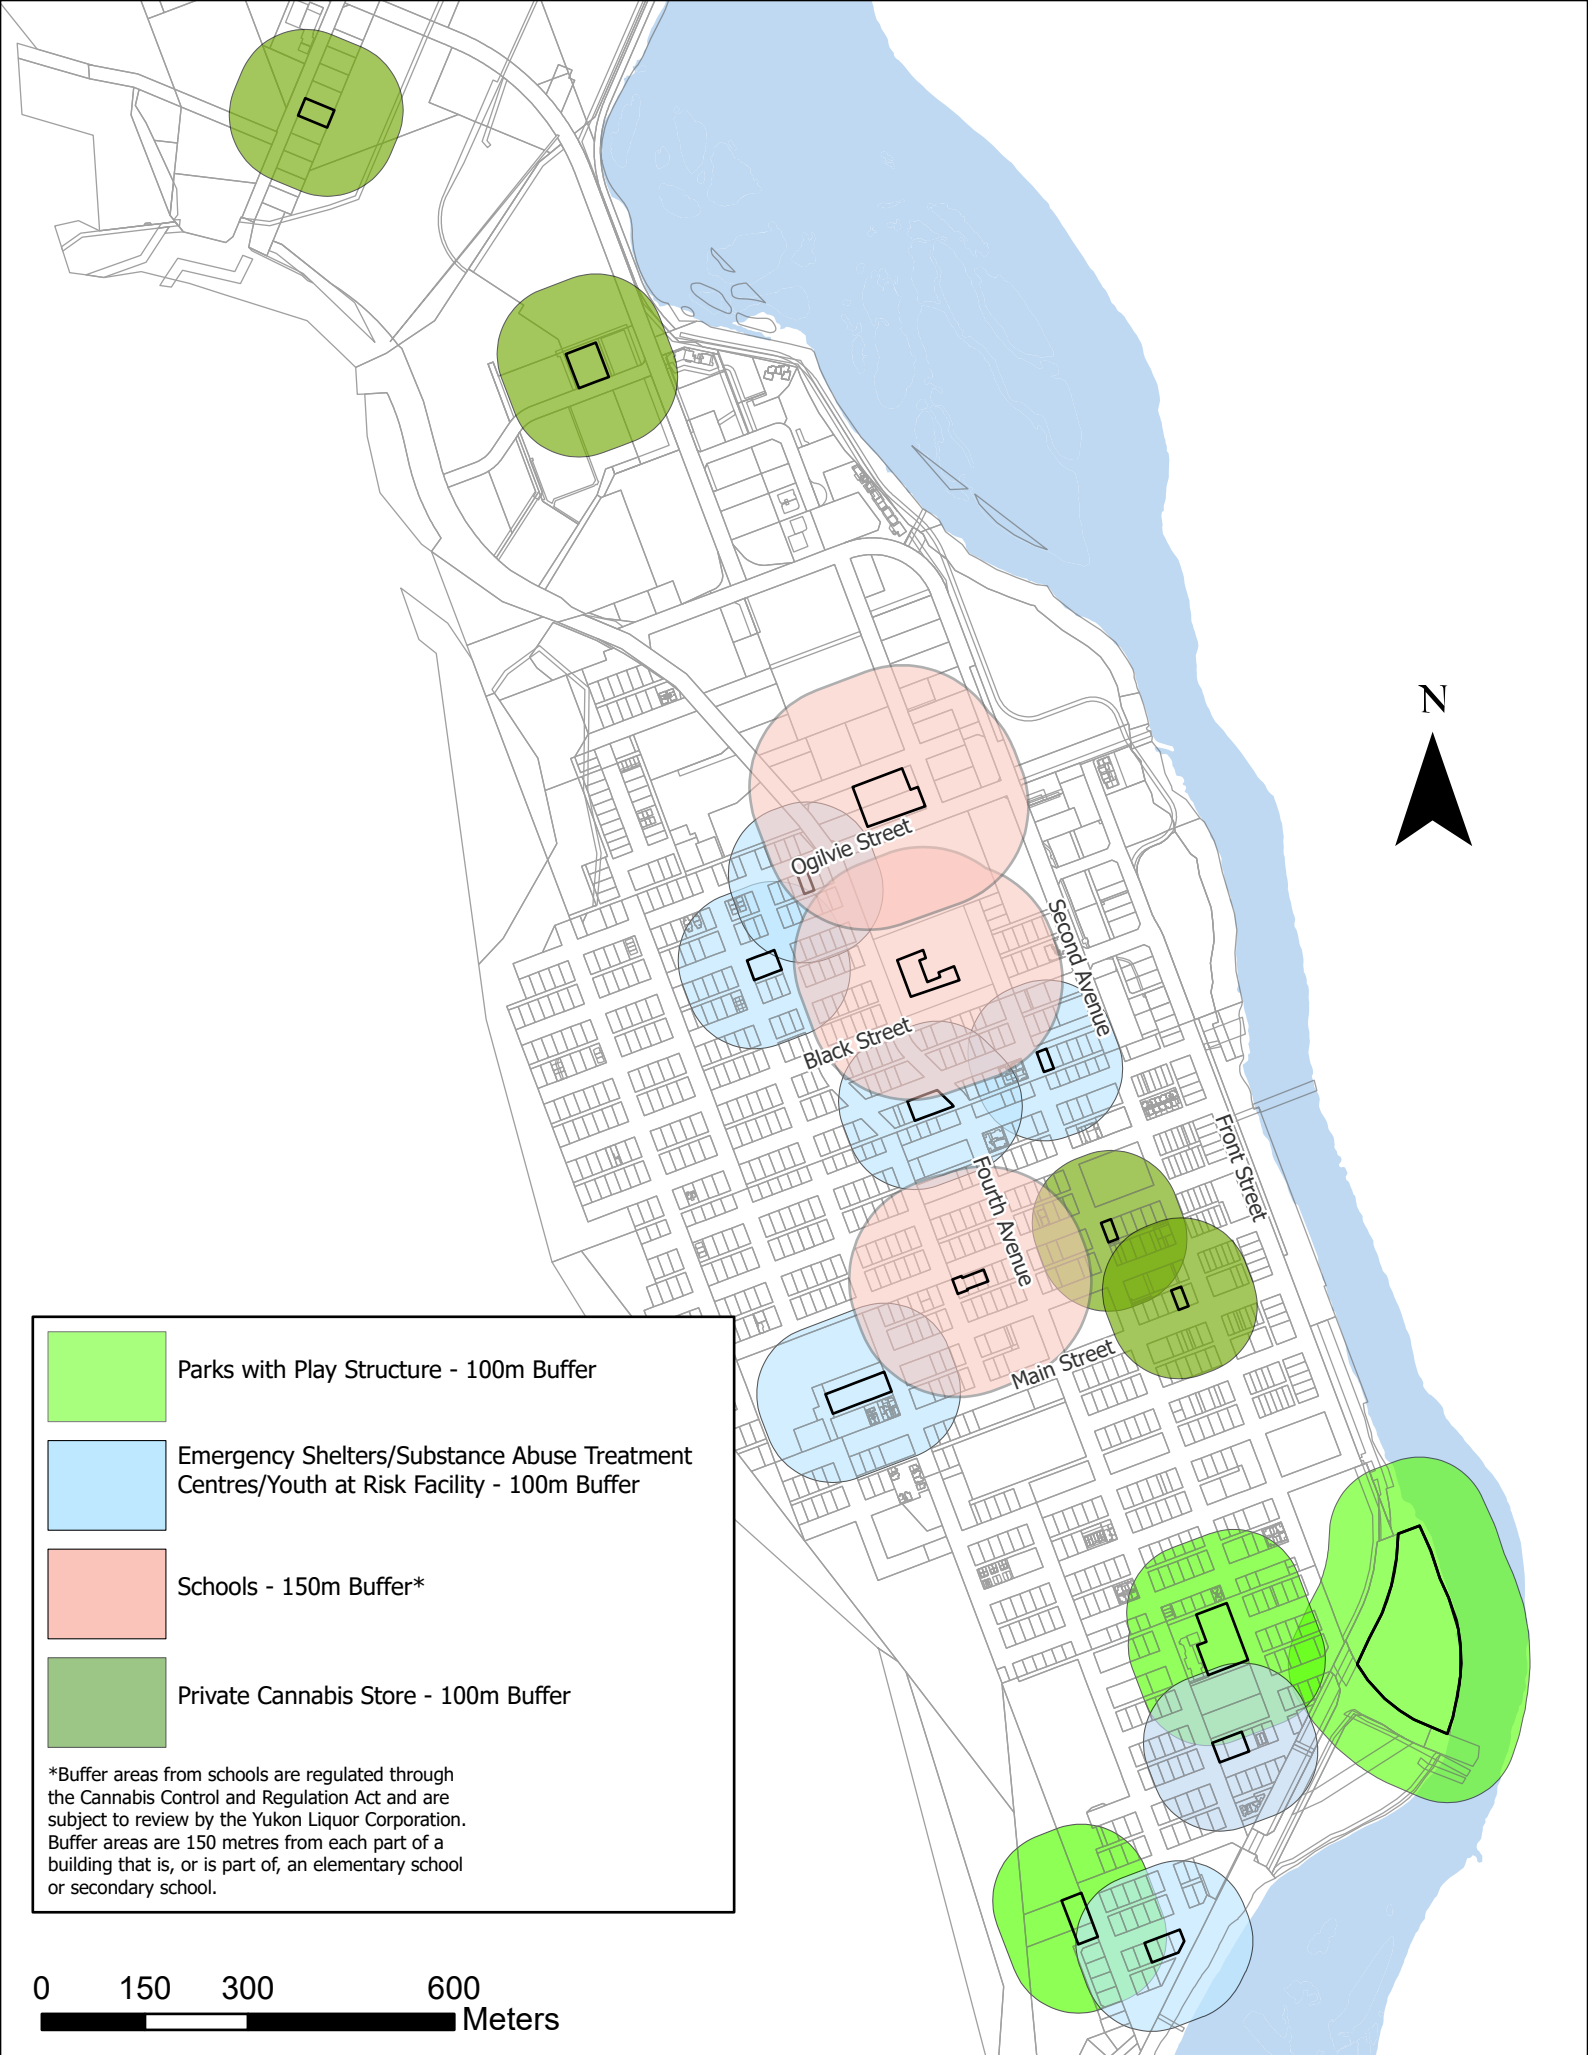 N
Ogilvie Street
Second Avenue
Black Street
Front Street
Fourth Avenue
Main Street
Parks with Play Structure - 100m Buffer
Emergency Shelters/Substance Abuse Treatment
Centres/Youth at Risk Facility - 100m Buffer
Schools - 150m Buffer*
Private Cannabis Store - 100m Buffer
*Buffer areas from schools are regulated through
the Cannabis Control and Regulation Act and are
subject to review by the Yukon Liquor Corporation.
Buffer areas are 150 metres from each part of a
building that is, or is part of, an elementary school
or secondary school.
0 150 300 600
Meters